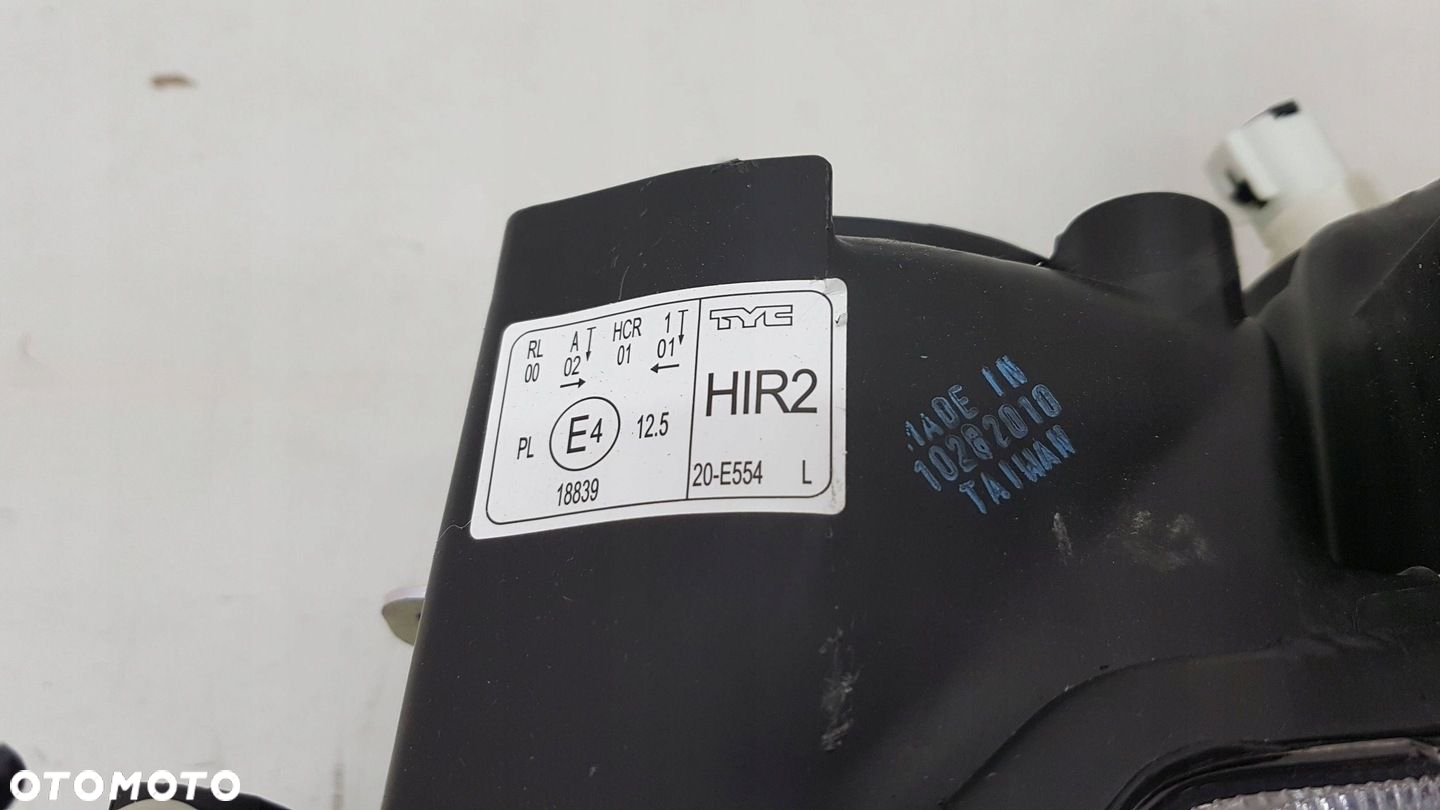 RL A HCR 1
00 02 01 01
→ ←
PL E4 12.5
18839
TYC
HIR2
20-E554 L
MADE IN
10282010
TAIWAN
OTOMOTO